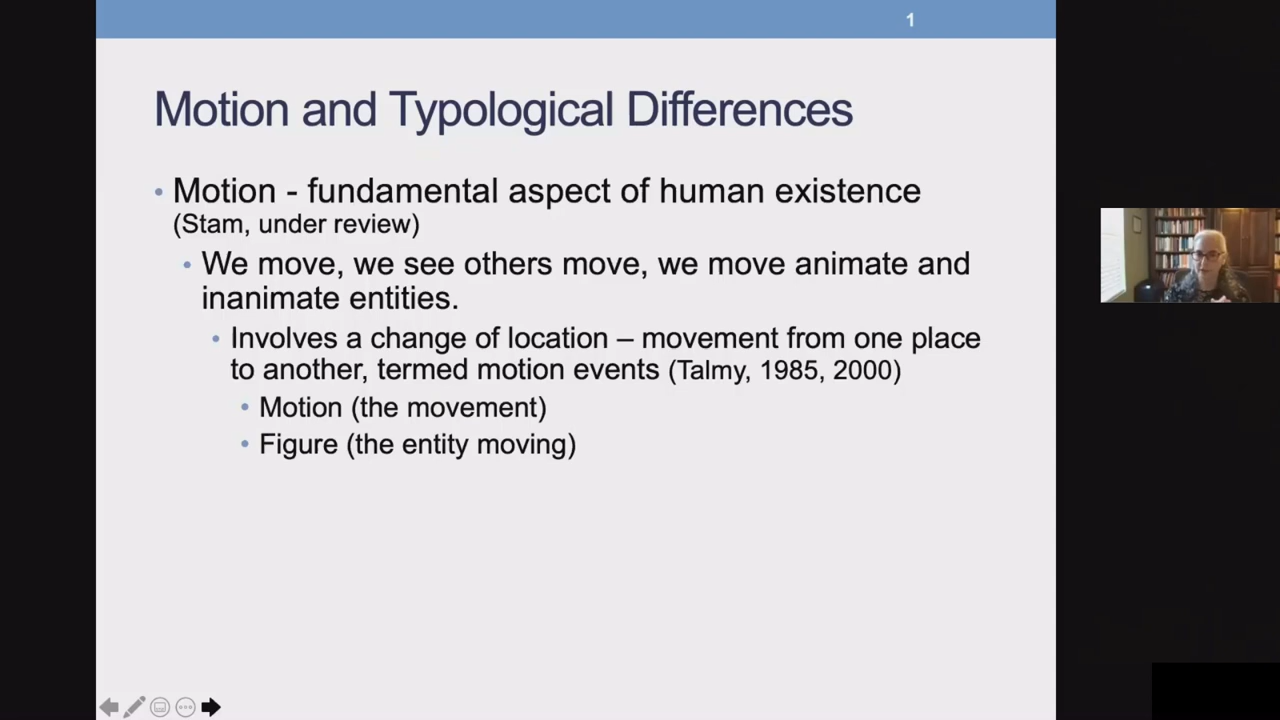 1
Motion and Typological Differences
• Motion - fundamental aspect of human existence
(Stam, under review)
• We move, we see others move, we move animate and
inanimate entities.
• Involves a change of location – movement from one place
to another, termed motion events (Talmy, 1985, 2000)
• Motion (the movement)
• Figure (the entity moving)